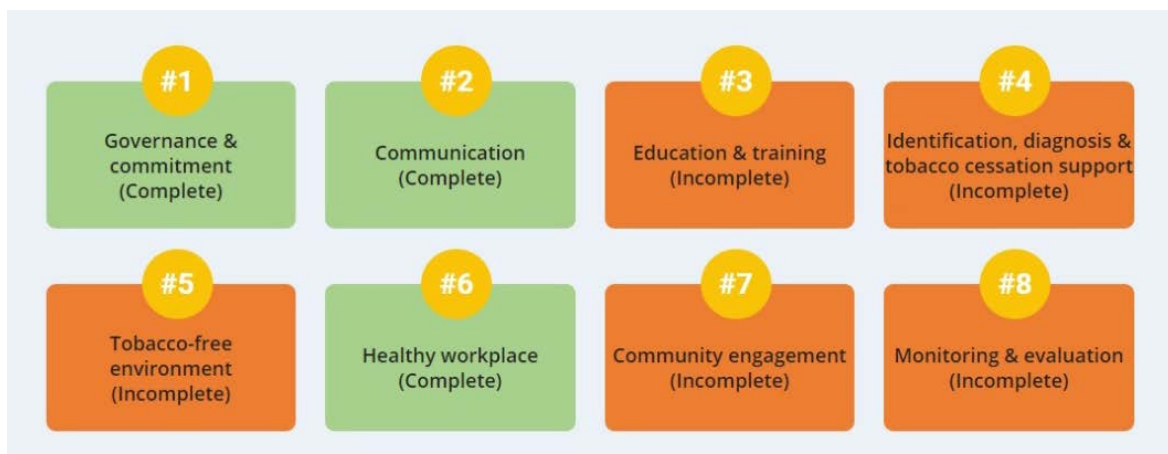 #1
Governance &
commitment
(Complete)
#2
Communication
(Complete)
#3
Education & training
(Incomplete)
#4
Identification, diagnosis &
tobacco cessation support
(Incomplete)
#5
Tobacco-free
environment
(Incomplete)
#6
Healthy workplace
(Complete)
#7
Community engagement
(Incomplete)
#8
Monitoring & evaluation
(Incomplete)